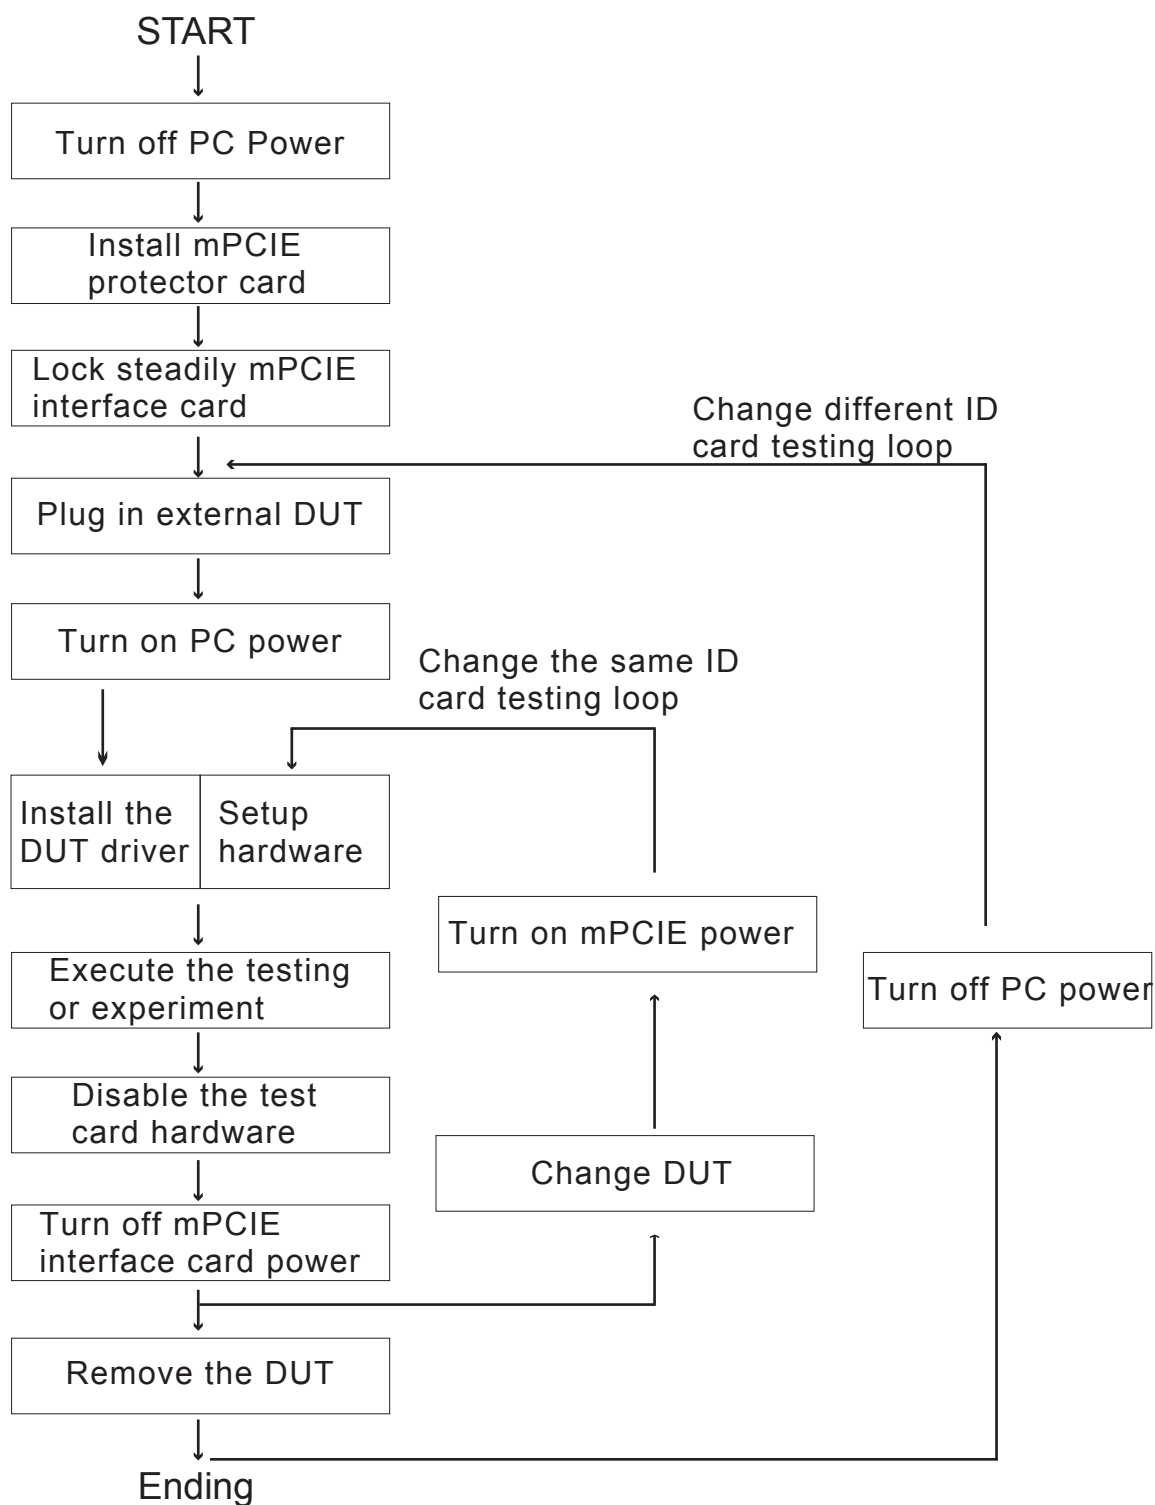 START
Turn off PC Power
Install mPCIE
protector card
Lock steadily mPCIE
interface card
Change different ID
card testing loop
Plug in external DUT
Turn on PC power
Change the same ID
card testing loop
Install the
DUT driver
Setup
hardware
Turn on mPCIE power
Turn off PC power
Execute the testing
or experiment
Disable the test
card hardware
Change DUT
Turn off mPCIE
interface card power
Remove the DUT
Ending